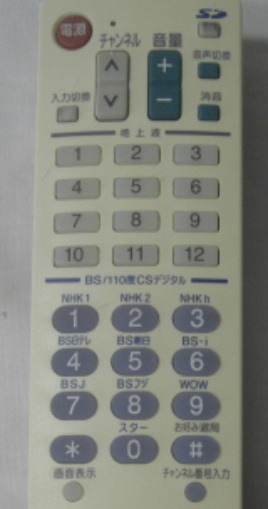 SD
電源 チャンネル 音量
音声切換
+
入力切換 − 消音
地上波
1 2 3
4 5 6
7 8 9
10 11 12
BS/110度CSデジタル
NHK1 NHK2 NHKh
1 2 3
BS日テレ BS朝日 BS-i
4 5 6
BSJ BSフジ WOW
7 8 9
スター お好み選局
* 0 #
画音表示 チャンネル番号入力